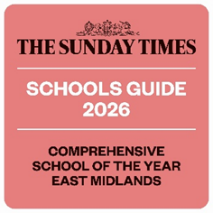 THE SUNDAY TIMES
SCHOOLS GUIDE
2026
COMPREHENSIVE
SCHOOL OF THE YEAR
EAST MIDLANDS